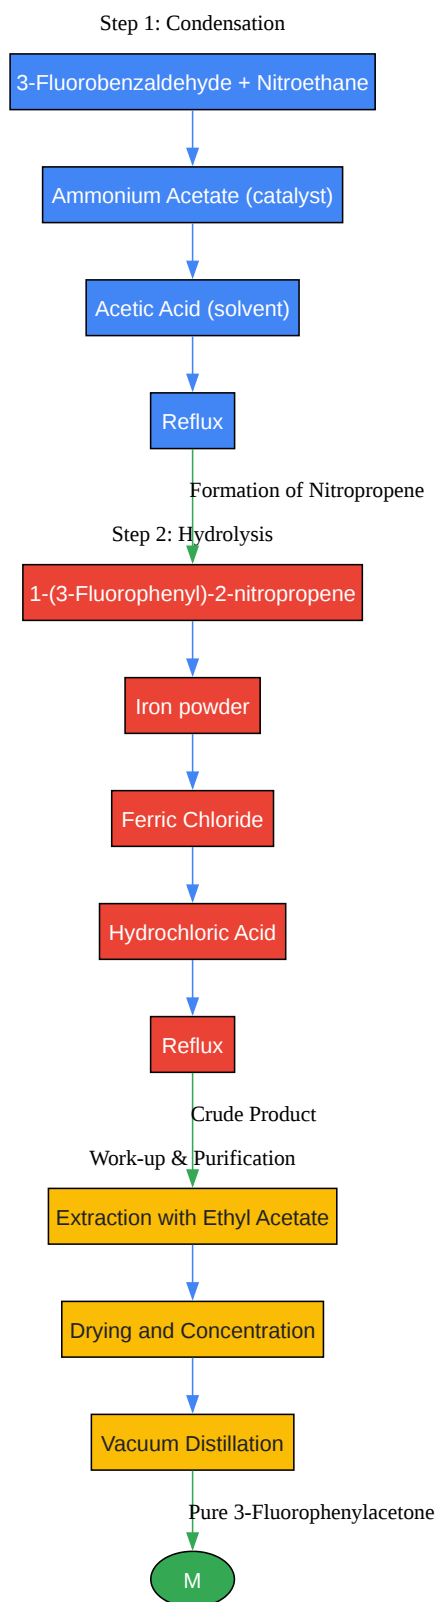 Step 1: Condensation
3-Fluorobenzaldehyde + Nitroethane
Ammonium Acetate (catalyst)
Acetic Acid (solvent)
Reflux
Formation of Nitropropene
Step 2: Hydrolysis
1-(3-Fluorophenyl)-2-nitropropene
Iron powder
Ferric Chloride
Hydrochloric Acid
Reflux
Crude Product
Work-up & Purification
Extraction with Ethyl Acetate
Drying and Concentration
Vacuum Distillation
Pure 3-Fluorophenylacetone
M